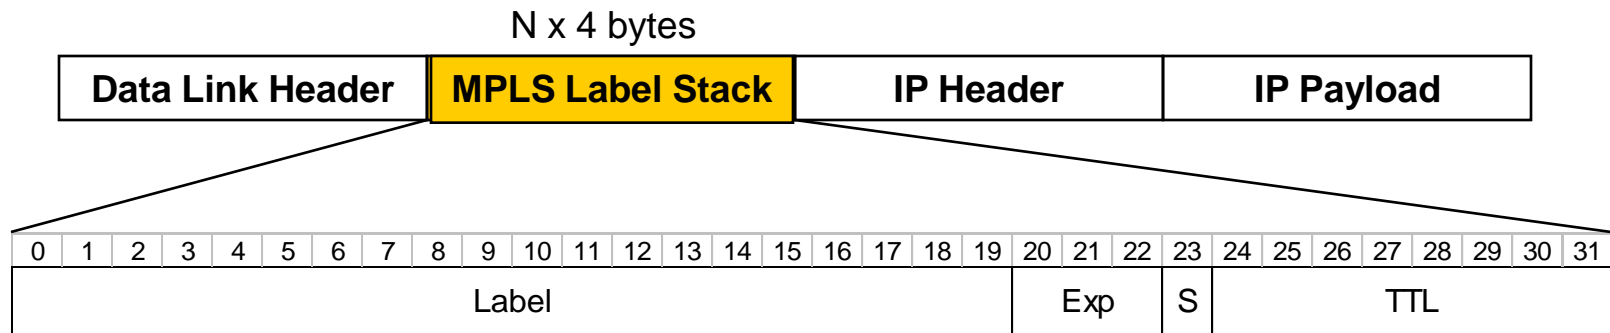 N x 4 bytes
Data Link Header MPLS Label Stack IP Header IP Payload
0 1 2 3 4 5 6 7 8 9 10 11 12 13 14 15 16 17 18 19 20 21 22 23 24 25 26 27 28 29 30 31
Label Exp S TTL